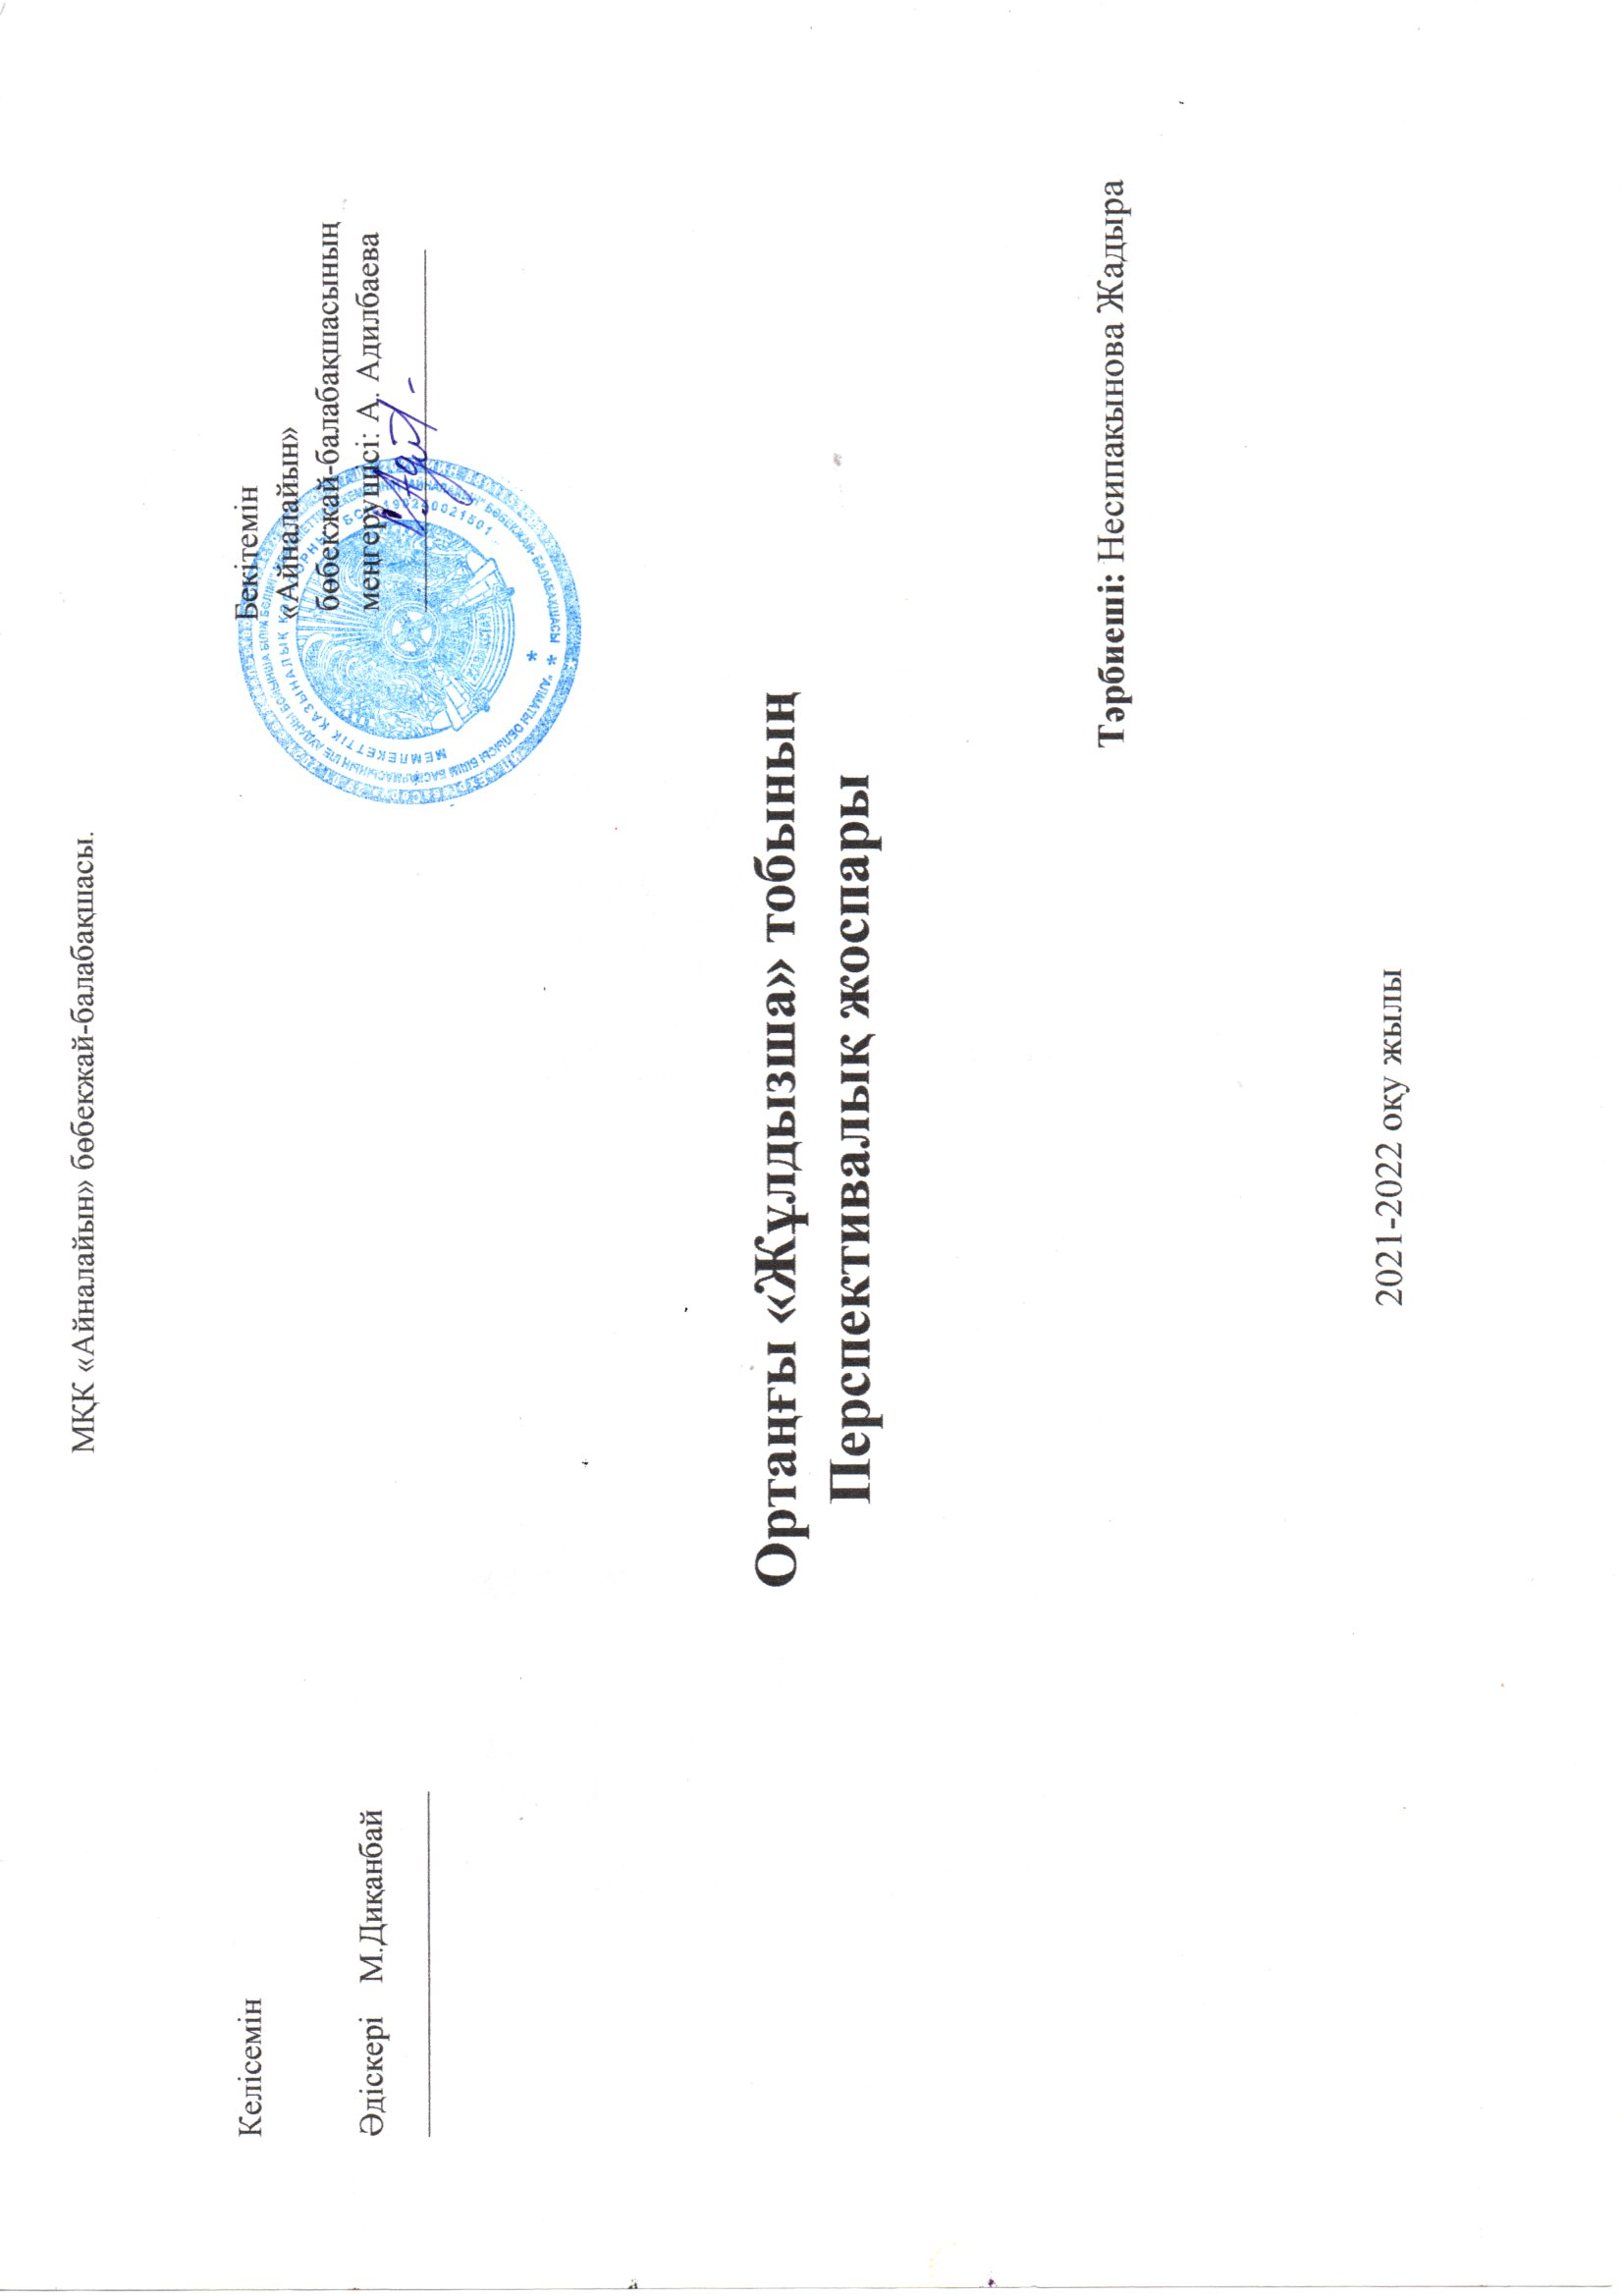 МҚК «Айналайын» бөбекжай-балабақшасы.
Келісемін
Әдіскері М.Диқанбай
Бекітемін
«Айналайын»
бөбекжай-балабақшасының
меңгерушісі: А. Адилбаева
Ортаңғы «Жұлдызша» тобының
Перспективалық жоспары
Тәрбиеші: Несипакынова Жадыра
2021-2022 оқу жылы